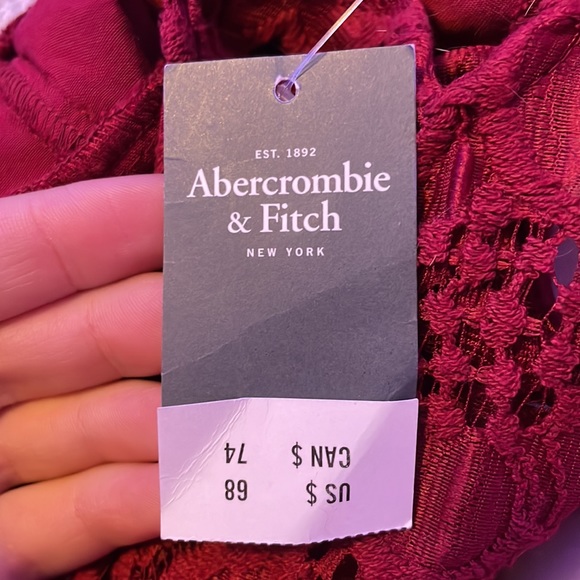 EST. 1892
Abercrombie
& Fitch
NEW YORK
US $ 68
CAN $ 74